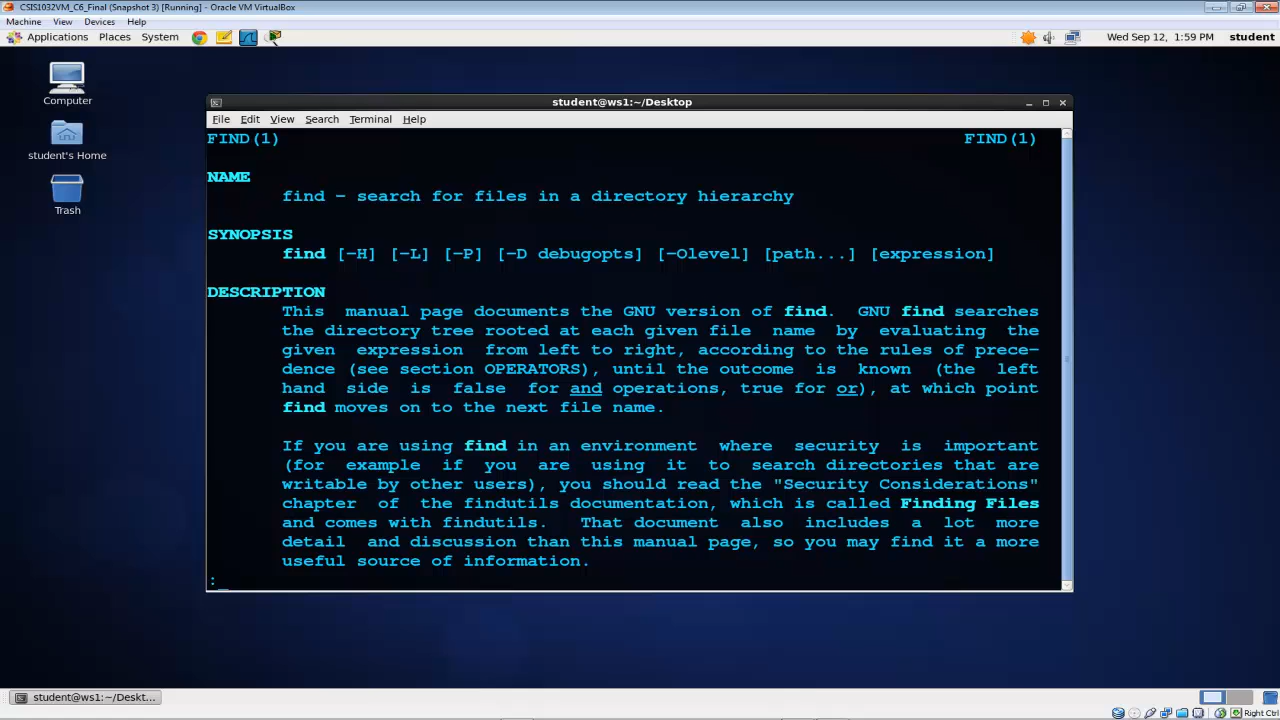 CSIS1032VM_C6_Final (Snapshot 3) [Running] - Oracle VM VirtualBox
Machine View Devices Help
Applications Places System
Wed Sep 12, 1:59 PM student
Computer
student's Home
Trash
student@ws1:~/Desktop
File Edit View Search Terminal Help
FIND(1) FIND(1)
NAME
find - search for files in a directory hierarchy
SYNOPSIS
find [-H] [-L] [-P] [-D debugopts] [-Olevel] [path...] [expression]
DESCRIPTION
This manual page documents the GNU version of find. GNU find searches
the directory tree rooted at each given file name by evaluating the
given expression from left to right, according to the rules of prece-
dence (see section OPERATORS), until the outcome is known (the left
hand side is false for and operations, true for or), at which point
find moves on to the next file name.
If you are using find in an environment where security is important
(for example if you are using it to search directories that are
writable by other users), you should read the "Security Considerations"
chapter of the findutils documentation, which is called Finding Files
and comes with findutils. That document also includes a lot more
detail and discussion than this manual page, so you may find it a more
useful source of information.
:
student@ws1:~/Deskt...
Right Ctrl